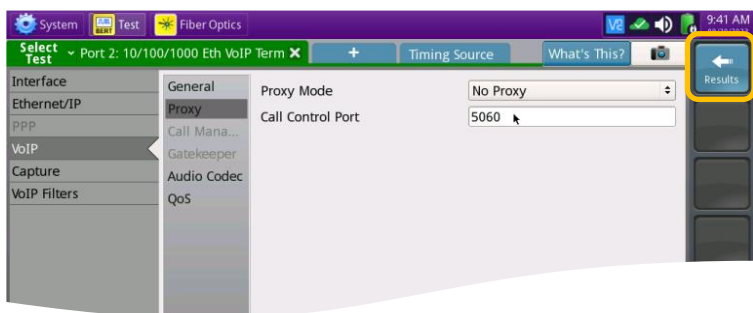 System Test Fiber Optics 9:41 AM
BERT
Select Test Port 2: 10/100/1000 Eth VoIP Term + Timing Source What's This?
Results
Interface
Ethernet/IP
PPP
VoIP
Capture
VoIP Filters
General
Proxy
Call Mana...
Gatekeeper
Audio Codec
QoS
Proxy Mode No Proxy
Call Control Port 5060